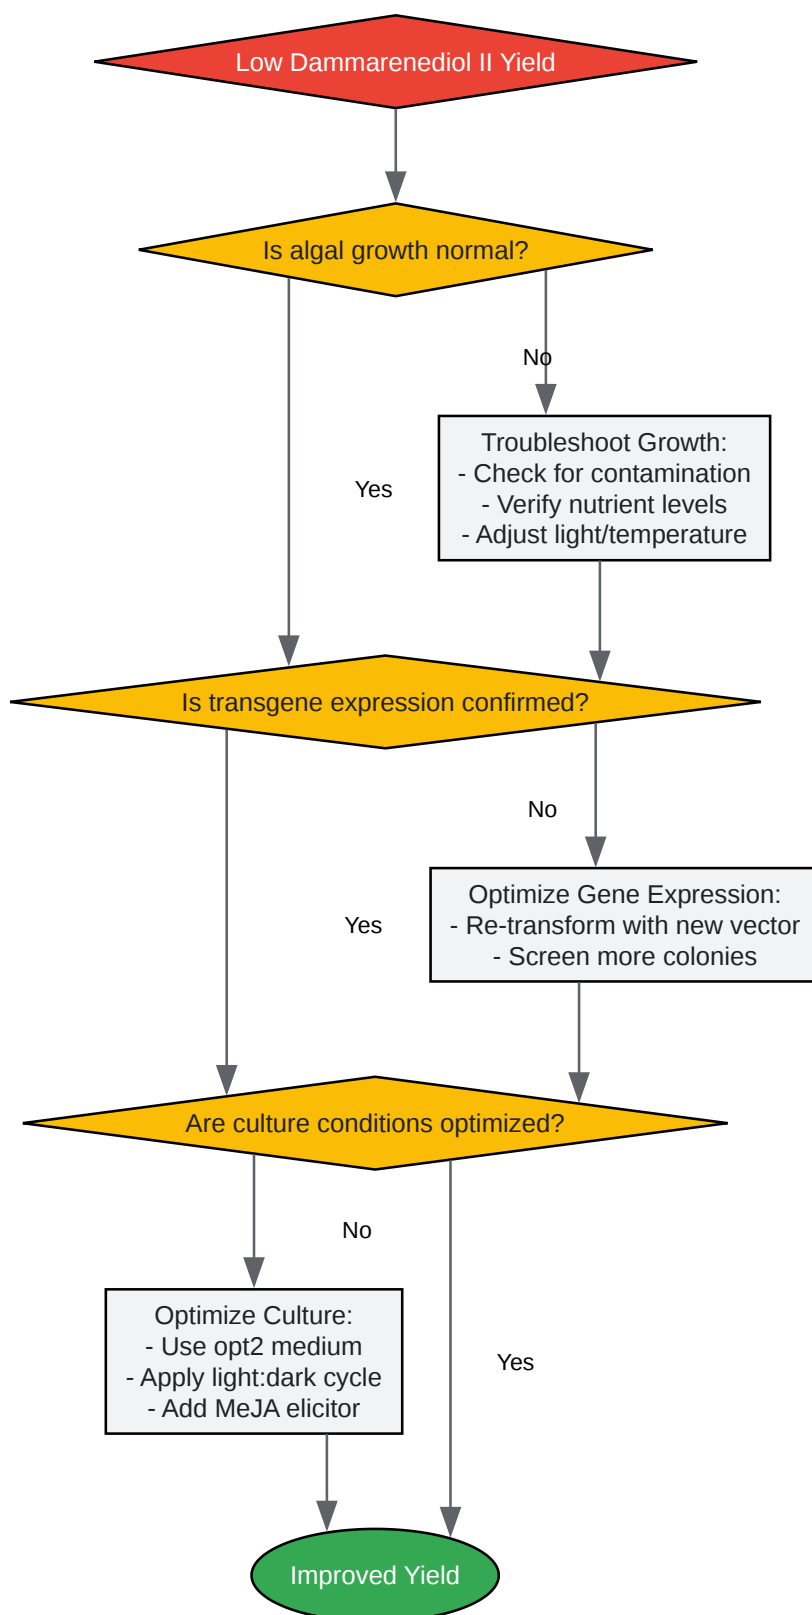 Low Dammarenediol II Yield
Is algal growth normal?
No
Troubleshoot Growth:
- Check for contamination
- Verify nutrient levels
- Adjust light/temperature
Yes
Is transgene expression confirmed?
No
Optimize Gene Expression:
- Re-transform with new vector
- Screen more colonies
Yes
Are culture conditions optimized?
No
Optimize Culture:
- Use opt2 medium
- Apply light:dark cycle
- Add MeJA elicitor
Yes
Improved Yield